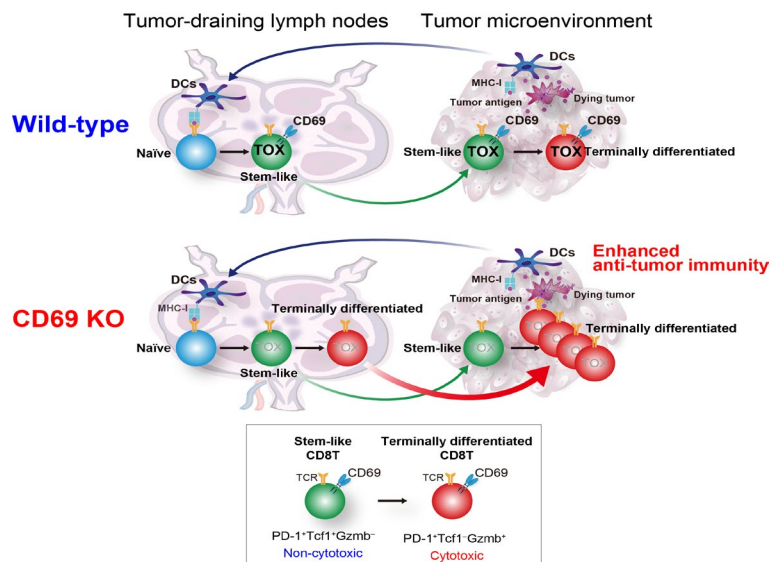 Tumor-draining lymph nodes
Tumor microenvironment
Wild-type
DCs
Naïve
TOX
CD69
Stem-like
DCs
MHC-I
Tumor antigen
Dying tumor
CD69
CD69
Stem-like
TOX
TOX
Terminally differentiated
CD69 KO
DCs
MHC-I
Naïve
TOX
Stem-like
Terminally differentiated
TOX
Enhanced
anti-tumor immunity
DCs
MHC-I
Tumor antigen
Dying tumor
Stem-like
TOX
Terminally differentiated
Stem-like
CD8T
Terminally differentiated
CD8T
TCR
CD69
TCR
CD69
PD-1⁺Tcf1⁺Gzmb⁻
Non-cytotoxic
PD-1⁺Tcf1⁻Gzmb⁺
Cytotoxic